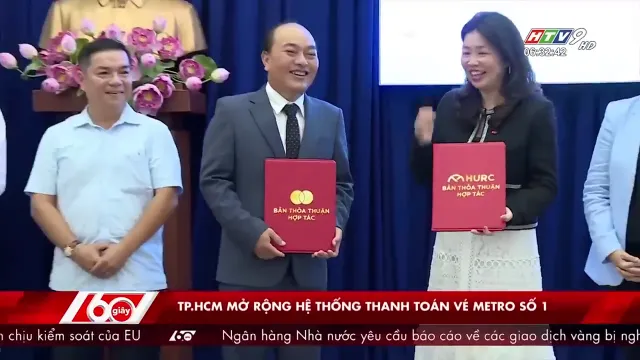 HTV9 HD
06:32:42
BẢN THỎA THUẬN
HỢP TÁC
HURC
BẢN THỎA THUẬN
HỢP TÁC
60 giây
TP.HCM MỞ RỘNG HỆ THỐNG THANH TOÁN VÉ METRO SỐ 1
n chịu kiểm soát của EU
60
Ngân hàng Nhà nước yêu cầu báo cáo về các giao dịch vàng bị ngh